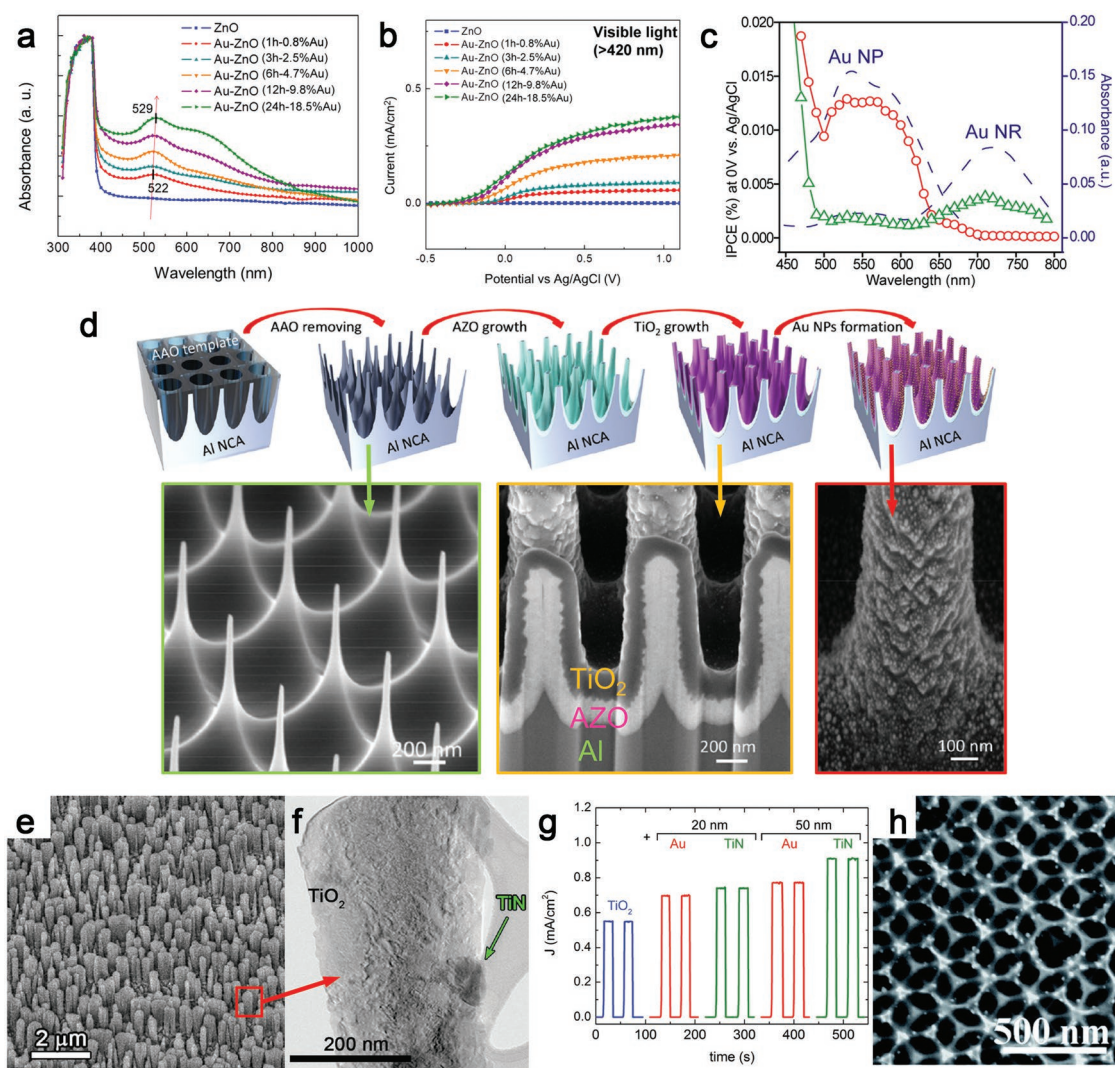 a
ZnO
Au-ZnO (1h-0.8%Au)
Au-ZnO (3h-2.5%Au)
Au-ZnO (6h-4.7%Au)
Au-ZnO (12h-9.8%Au)
Au-ZnO (24h-18.5%Au)
529
522
Absorbance (a. u.)
300 400 500 600 700 800 900 1000
Wavelength (nm)
b
ZnO
Au-ZnO (1h-0.8%Au)
Au-ZnO (3h-2.5%Au)
Au-ZnO (6h-4.7%Au)
Au-ZnO (12h-9.8%Au)
Au-ZnO (24h-18.5%Au)
Visible light
(>420 nm)
Current (mA/cm²)
0.5
0.0
-0.5 0.0 0.5 1.0
Potential vs Ag/AgCl (V)
c
Au NP
Au NR
IPCE (%) at 0V vs. Ag/AgCl
0.020
0.015
0.010
0.005
0.000
Absorbance (a.u.)
0.20
0.15
0.10
0.05
0.00
450 500 550 600 650 700 750 800
Wavelength (nm)
d
AAO removing
AZO growth
TiO₂ growth
Au NPs formation
AAO template
Al NCA
Al NCA
Al NCA
Al NCA
Al NCA
200 nm
TiO₂
AZO
Al
200 nm
100 nm
e
2 μm
f
TiO₂
TiN
200 nm
g
20 nm
50 nm
+
Au
TiN
Au
TiN
TiO₂
J (mA/cm²)
1.2
1.0
0.8
0.6
0.4
0.2
0.0
0 100 200 300 400 500
time (s)
h
500 nm